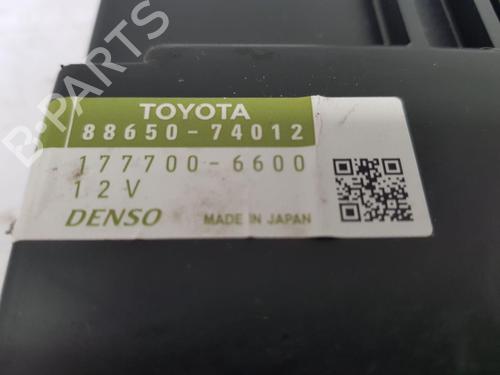 TOYOTA
88650-74012
177700-6600
12V
DENSO MADE IN JAPAN
B-PARTS